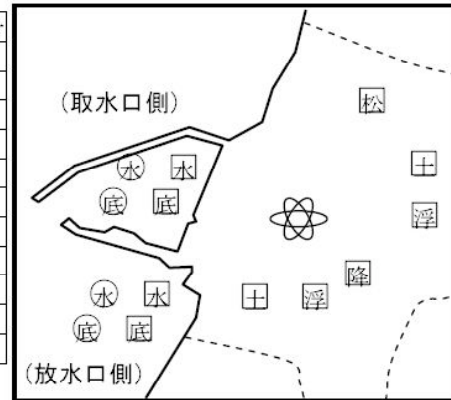 (取水口側)
松
水 水
土
底 底
浮
降
水 水
土 浮
底 底
(放水口側)